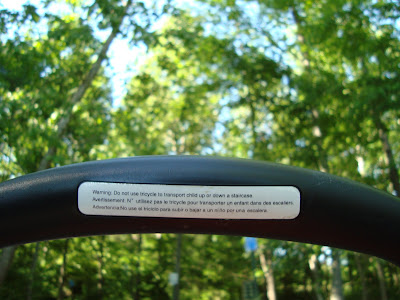 Warning: Do not use tricycle to transport child up or down a staircase.
Avertissement: N' utilisez pas le tricycle pour transporter un enfant dans des escaliers.
Advertencia:No use el triciclo para subir o bajar a un niño por una escalera.